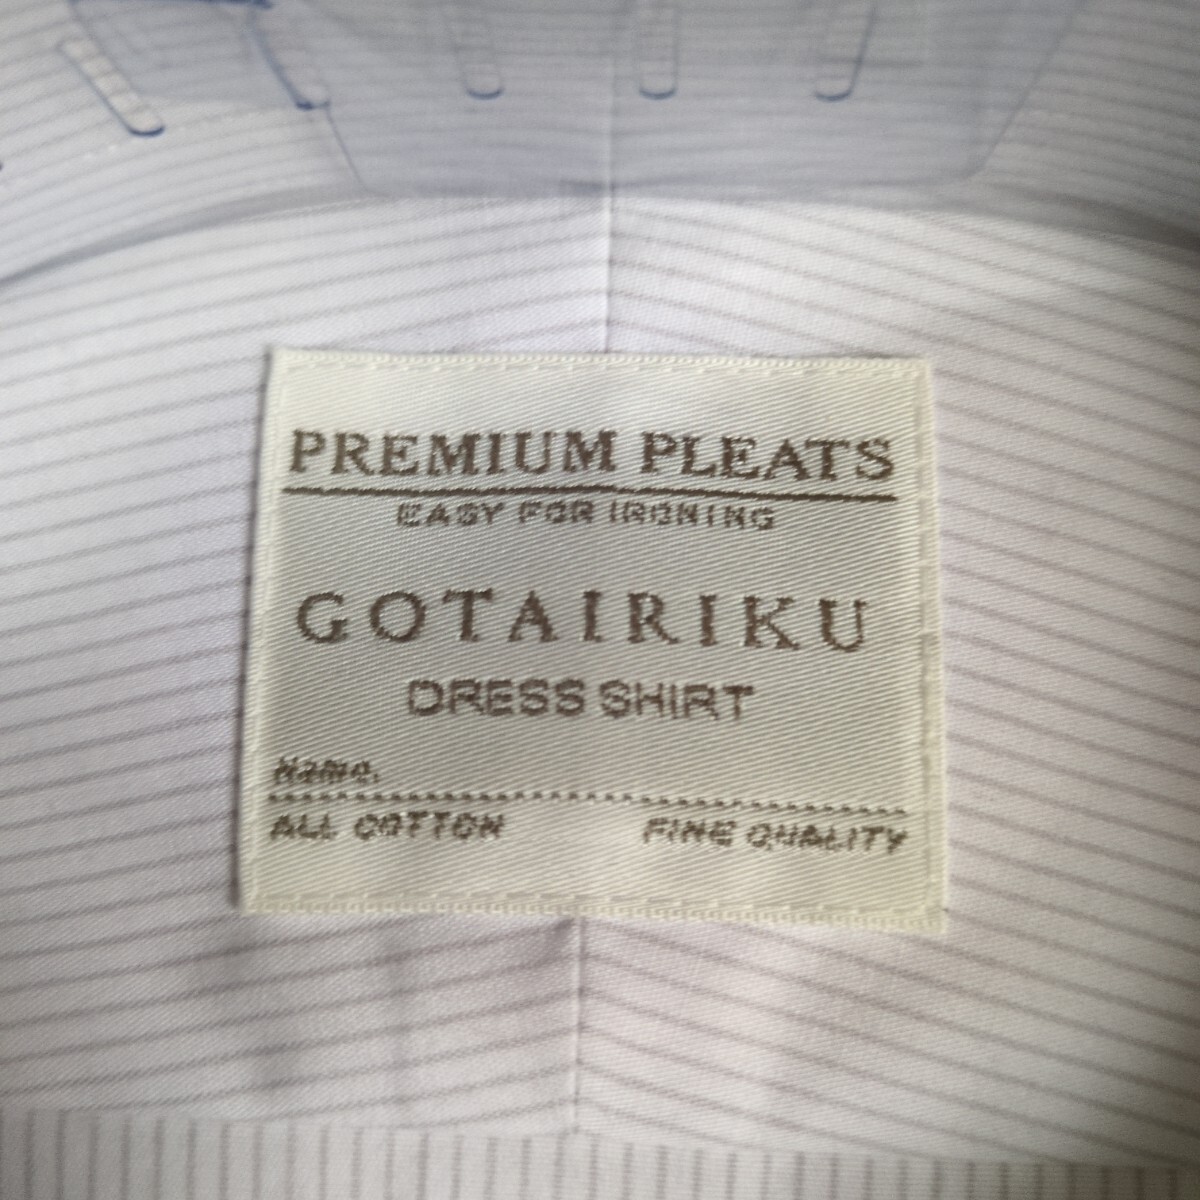 PREMIUM PLEATS
EASY FOR IRONING
GOTAIRIKU
DRESS SHIRT
Name.
ALL COTTON FINE QUALITY